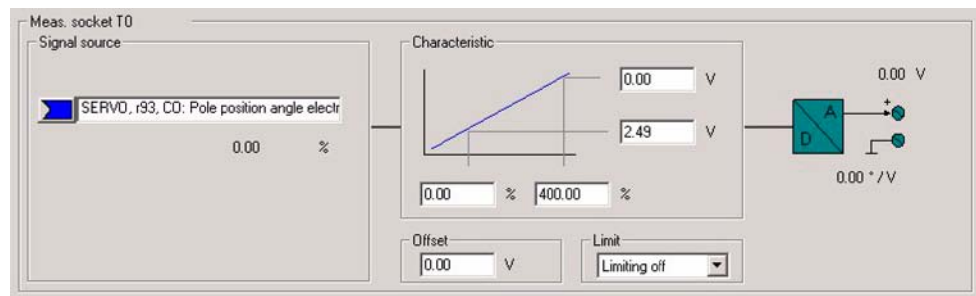 Meas. socket T0
Signal source
SERVO, r93, CO: Pole position angle electr
0.00 %
Characteristic
0.00 V
2.49 V
0.00 % 400.00 %
Offset
0.00 V
Limit
Limiting off
0.00 V
A
D
+
0.00 ° / V